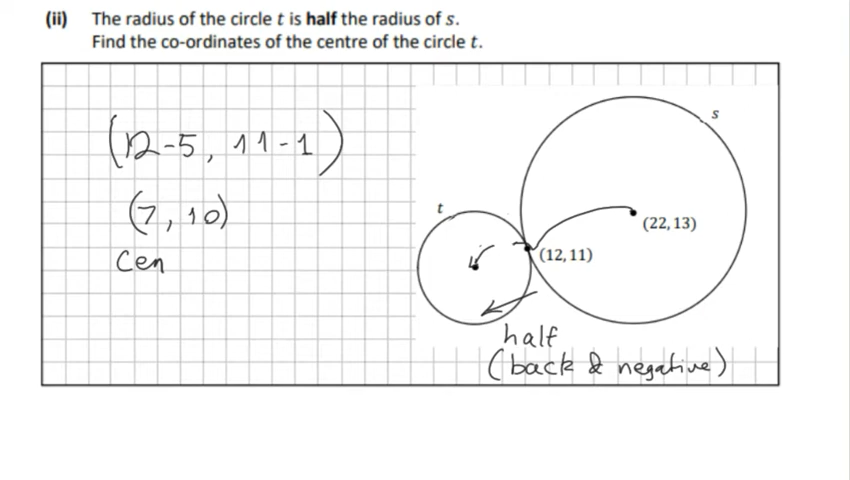 (ii) The radius of the circle t is half the radius of s.
Find the co-ordinates of the centre of the circle t.
(12-5, 11-1)
(7, 10)
Cen
s
t
(22, 13)
(12, 11)
half
(back & negative)